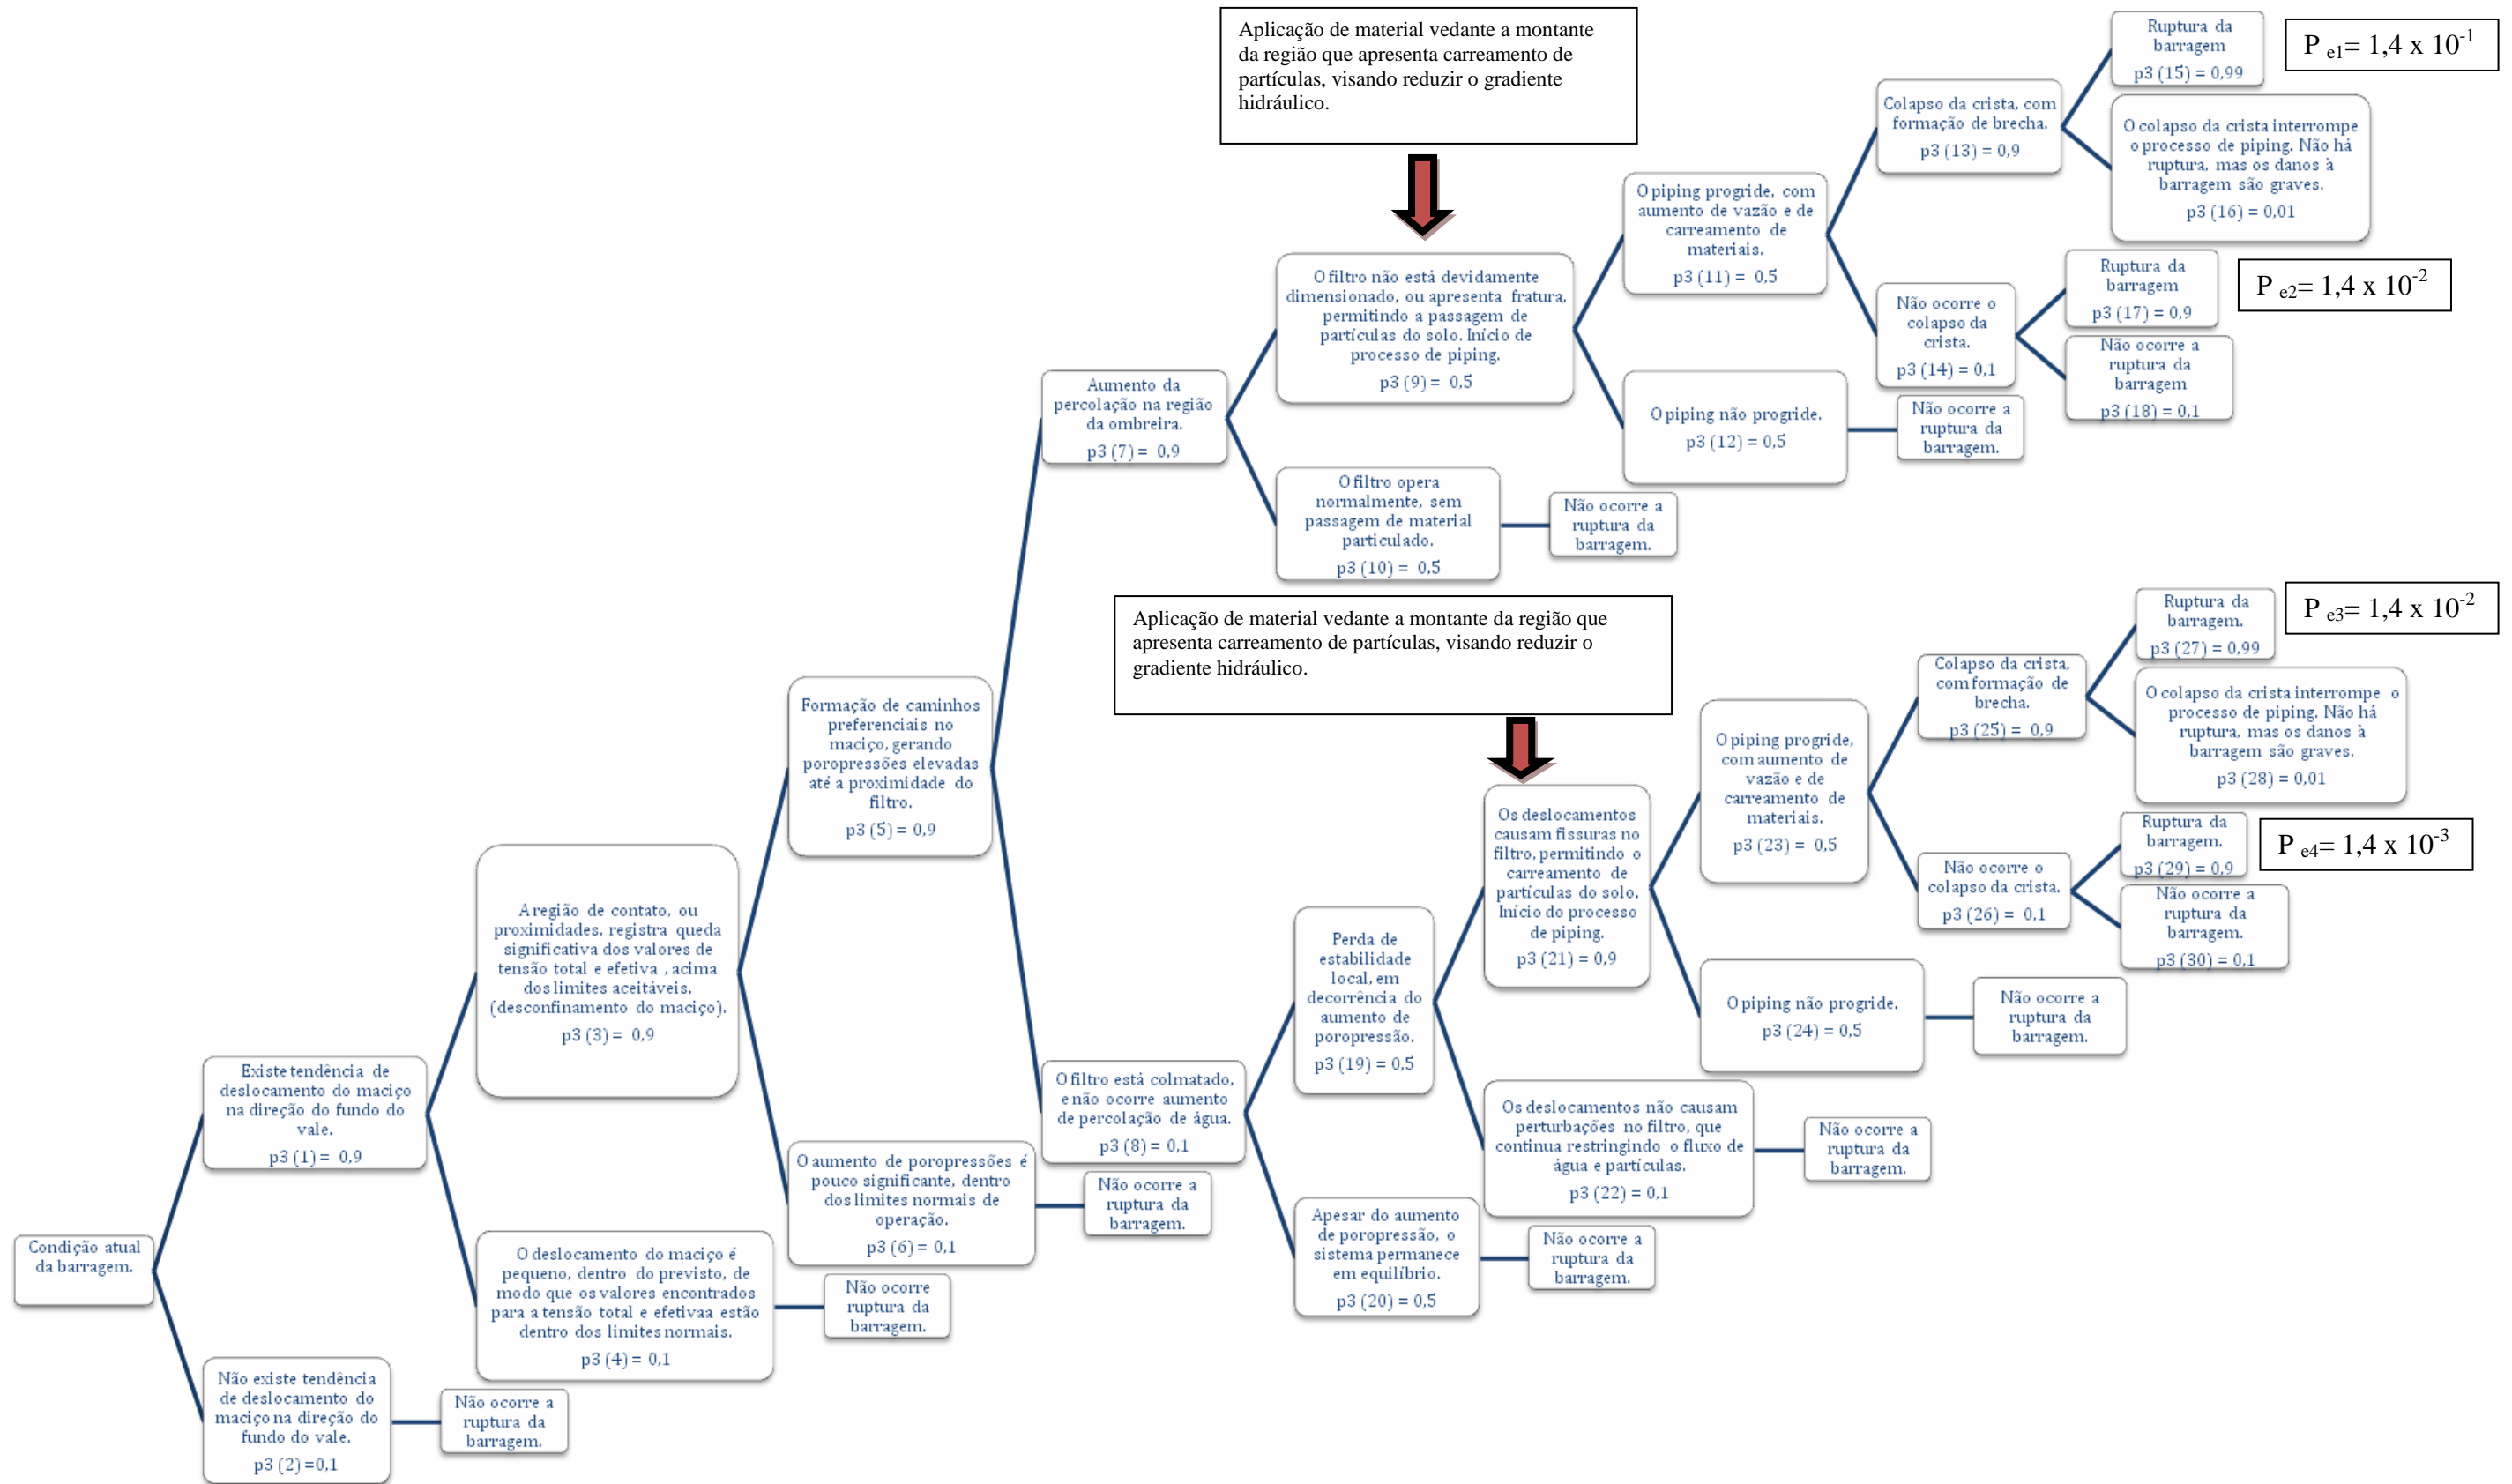 Aplicação de material vedante a montante
da região que apresenta carreamento de
partículas, visando reduzir o gradiente
hidráulico.
Ruptura da
barragem
p3 (15) = 0,99
P e1= 1,4 x 10-1
Colapso da crista, com
formação de brecha.
p3 (13) = 0,9
O colapso da crista interrompe
o processo de piping. Não há
ruptura, mas os danos à
barragem são graves.
p3 (16) = 0,01
O piping progride, com
aumento de vazão e de
carreamento de
materiais.
p3 (11) = 0,5
O filtro não está devidamente
dimensionado, ou apresenta fratura,
permitindo a passagem de
partículas do solo. Início de
processo de piping.
p3 (9) = 0,5
Ruptura da
barragem
p3 (17) = 0,9
P e2= 1,4 x 10-2
Não ocorre o
colapso da
crista.
p3 (14) = 0,1
Não ocorre a
ruptura da
barragem
p3 (18) = 0,1
Aumento da
percolação na região
da ombreira.
p3 (7) = 0,9
O piping não progride.
p3 (12) = 0,5
Não ocorre a
ruptura da
barragem.
O filtro opera
normalmente, sem
passagem de material
particulado.
p3 (10) = 0,5
Não ocorre a
ruptura da
barragem.
Aplicação de material vedante a montante da região que
apresenta carreamento de partículas, visando reduzir o
gradiente hidráulico.
Ruptura da
barragem.
p3 (27) = 0,99
P e3= 1,4 x 10-2
Colapso da crista,
com formação de
brecha.
p3 (25) = 0,9
O colapso da crista interrompe o
processo de piping. Não há
ruptura, mas os danos à
barragem são graves.
p3 (28) = 0,01
Formação de caminhos
preferenciais no
maciço, gerando
poropressões elevadas
até a proximidade do
filtro.
p3 (5) = 0,9
O piping progride,
com aumento de
vazão e de
carreamento de
materiais.
p3 (23) = 0,5
Os deslocamentos
causam fissuras no
filtro, permitindo o
carreamento de
partículas do solo.
Início do processo
de piping.
p3 (21) = 0,9
Ruptura da
barragem.
p3 (29) = 0,9
P e4= 1,4 x 10-3
Não ocorre o
colapso da crista.
p3 (26) = 0,1
Não ocorre a
ruptura da
barragem.
p3 (30) = 0,1
A região de contato, ou
proximidades, registra queda
significativa dos valores de
tensão total e efetiva , acima
dos limites aceitáveis.
(desconfinamento do maciço).
p3 (3) = 0,9
Perda de
estabilidade
local, em
decorrência do
aumento de
poropressão.
p3 (19) = 0,5
O piping não progride.
p3 (24) = 0,5
Não ocorre a
ruptura da
barragem.
Existe tendência de
deslocamento do maciço
na direção do fundo do
vale.
p3 (1) = 0,9
O filtro está colmatado,
e não ocorre aumento
de percolação de água.
p3 (8) = 0,1
Os deslocamentos não causam
perturbações no filtro, que
continua restringindo o fluxo de
água e partículas.
p3 (22) = 0,1
Não ocorre a
ruptura da
barragem.
O aumento de poropressões é
pouco significante, dentro
dos limites normais de
operação.
p3 (6) = 0,1
Não ocorre a
ruptura da
barragem.
Apesar do aumento
de poropressão, o
sistema permanece
em equilíbrio.
p3 (20) = 0,5
Não ocorre a
ruptura da
barragem.
Condição atual
da barragem.
O deslocamento do maciço é
pequeno, dentro do previsto, de
modo que os valores encontrados
para a tensão total e efetivaa estão
dentro dos limites normais.
p3 (4) = 0,1
Não ocorre
ruptura da
barragem.
Não existe tendência
de deslocamento do
maciço na direção do
fundo do vale.
p3 (2) =0,1
Não ocorre a
ruptura da
barragem.